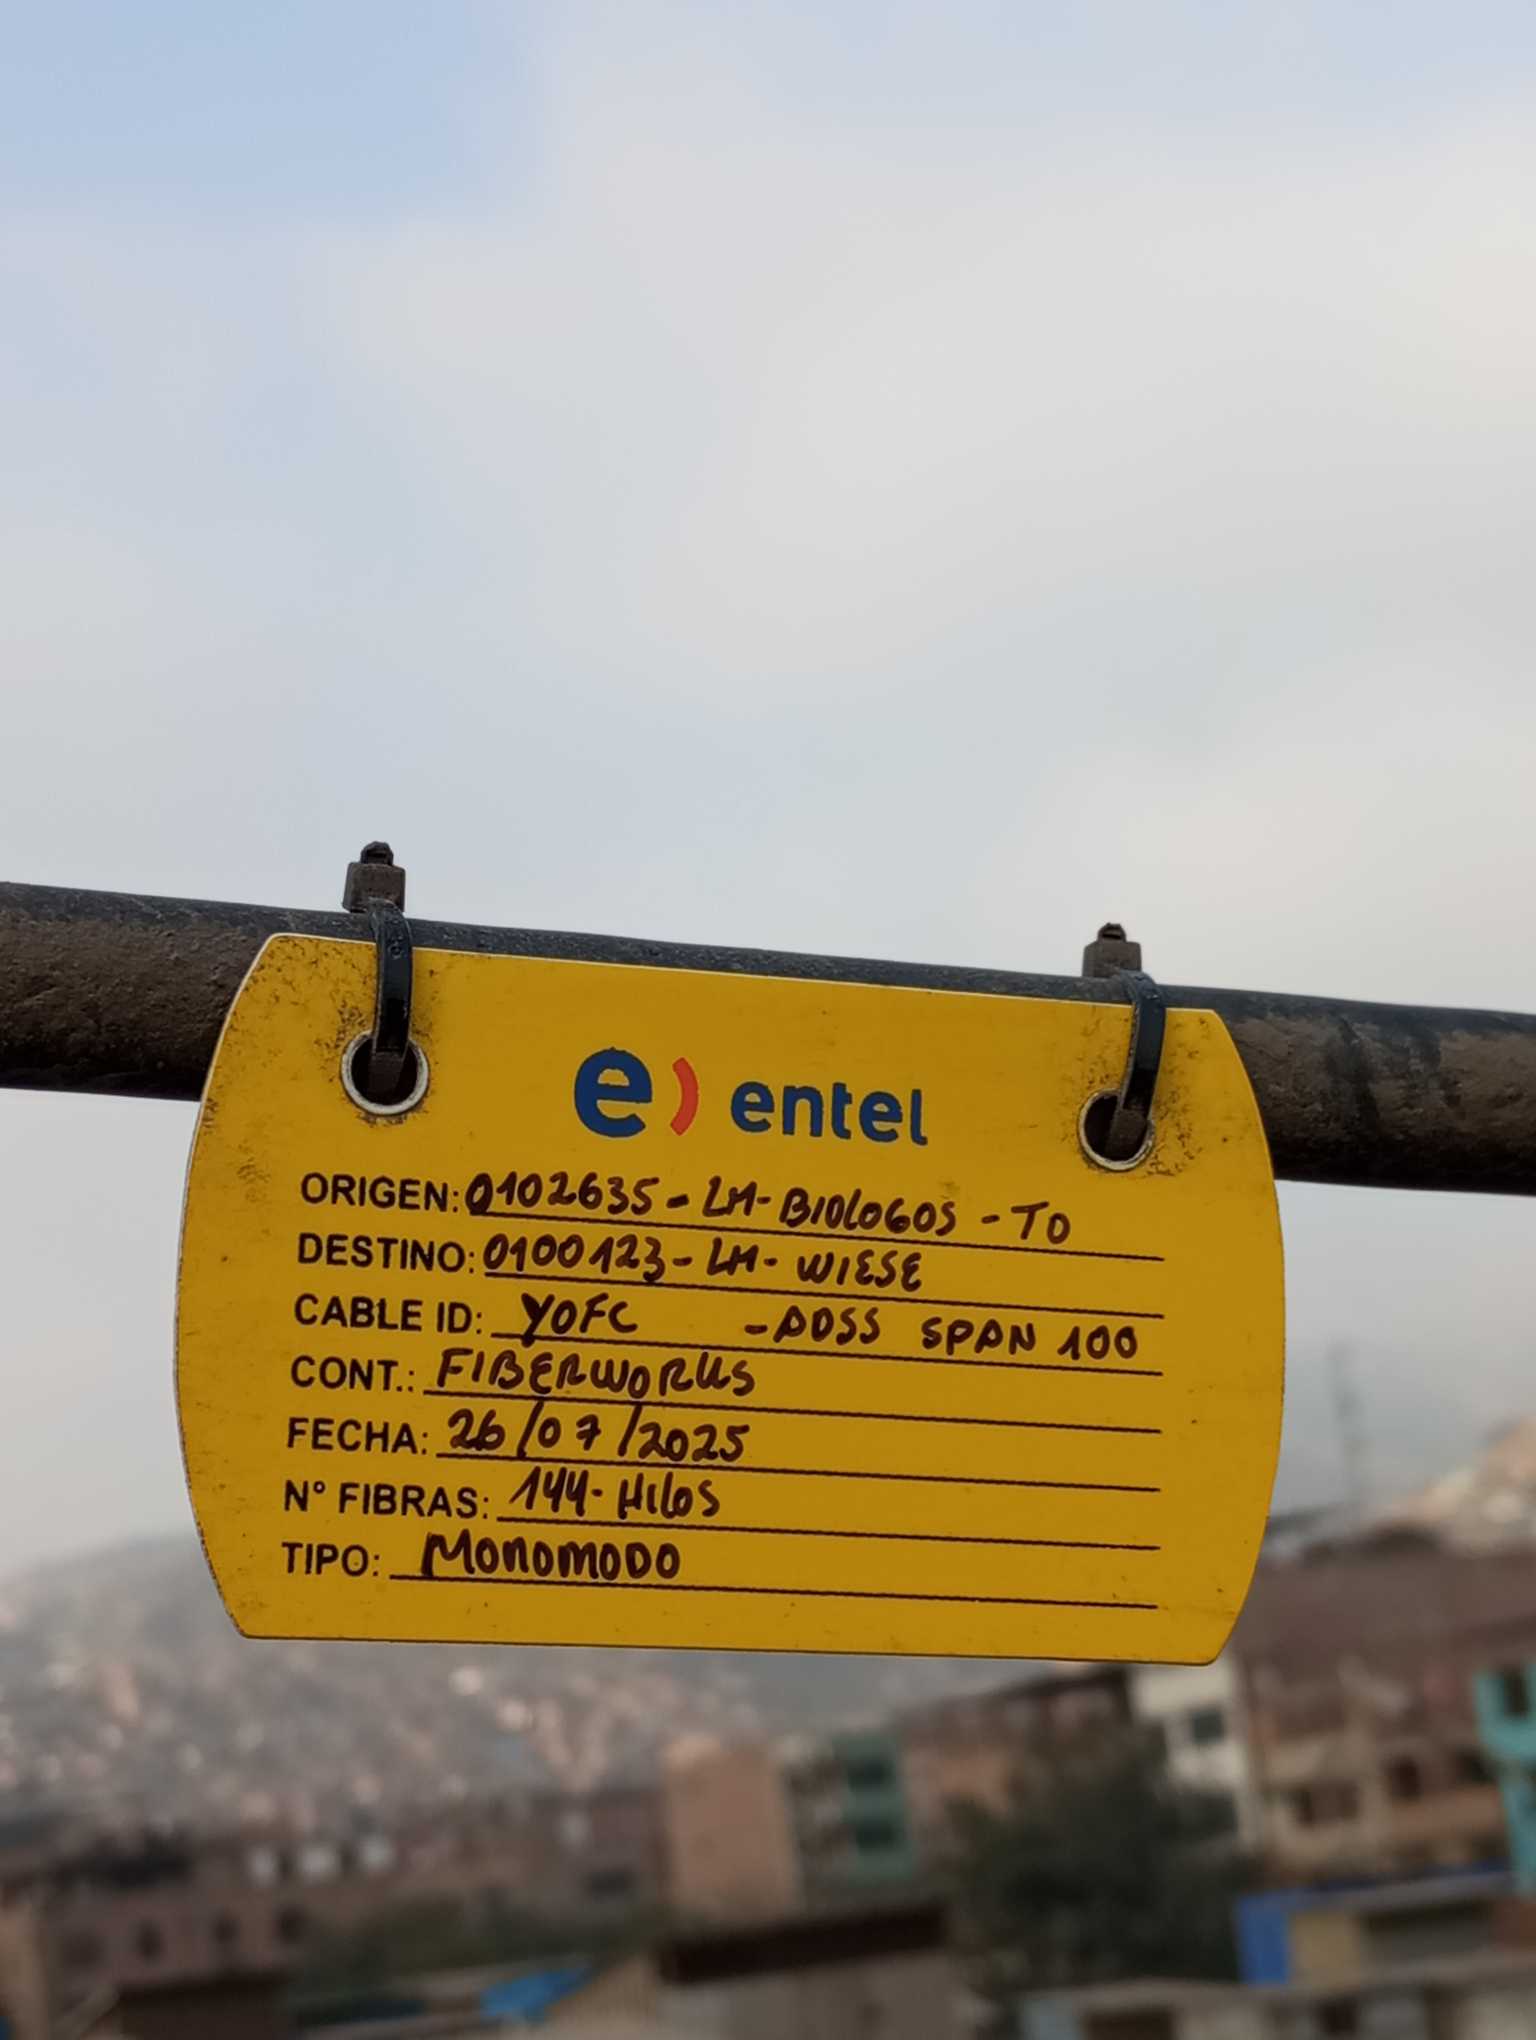 e) entel
ORIGEN: 0102635 - LM - BIOLOGOS - TD
DESTINO: 0100123 - LM - WIESE
CABLE ID: YOFC - ADSS SPAN 100
CONT.: FIBERWORKS
FECHA: 26/07/2025
N° FIBRAS: 144 - Hilos
TIPO: MONOMODO